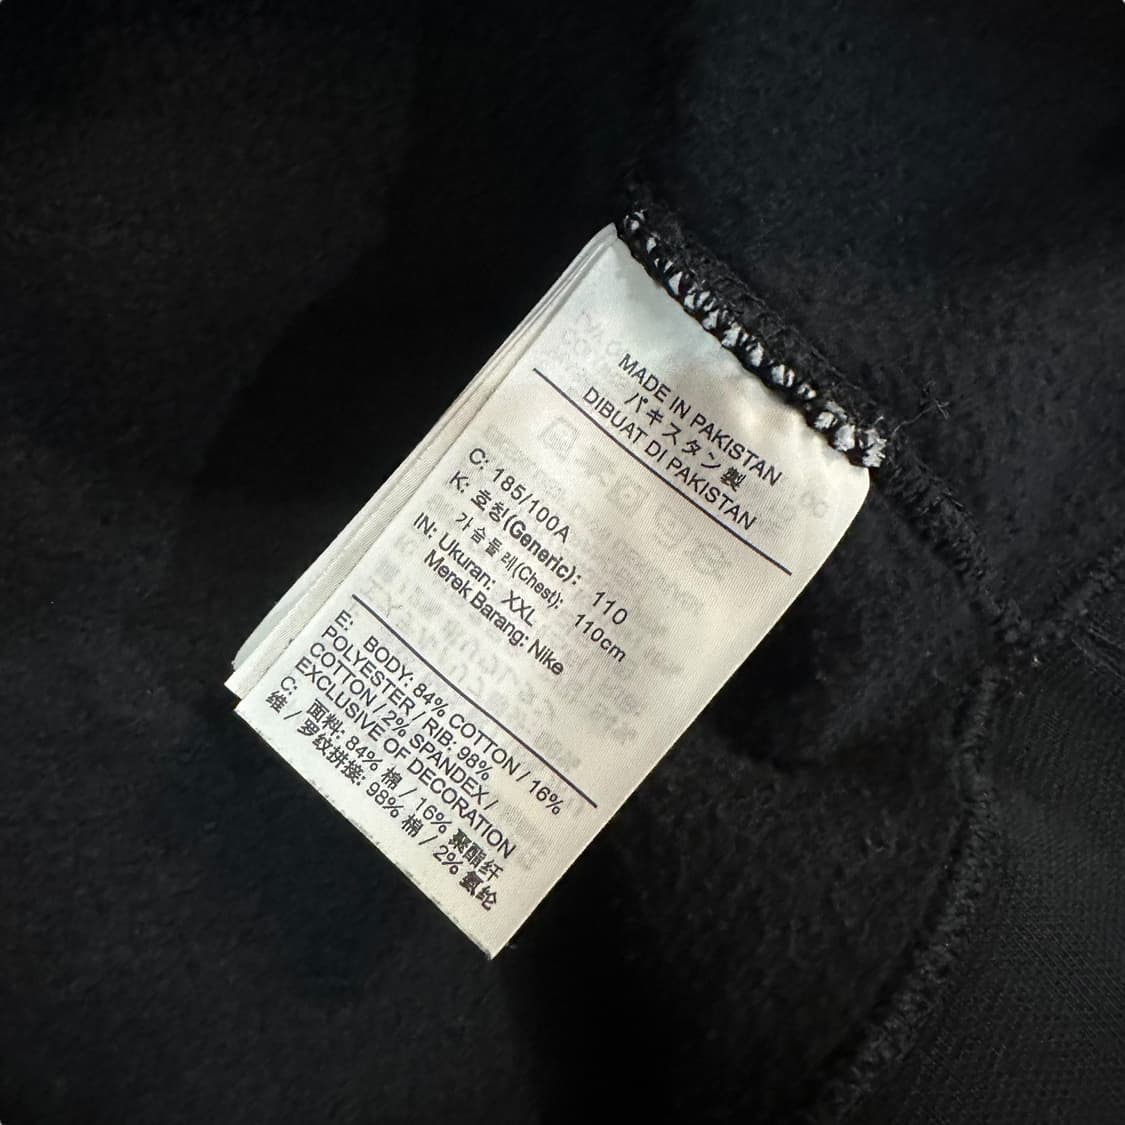 MADE IN PAKISTAN
パキスタン製
DIBUAT DI PAKISTAN
C: 185/100A
K: 호칭(Generic): 110
가슴둘레(Chest): 110cm
IN: Ukuran: XXL
Merek Barang: Nike
E: BODY: 84% COTTON / 16%
POLYESTER / RIB: 98%
COTTON / 2% SPANDEX /
EXCLUSIVE OF DECORATION
C: 面料: 84% 棉 / 16% 聚酯纤
维 / 罗纹拼接: 98% 棉 / 2% 氨纶